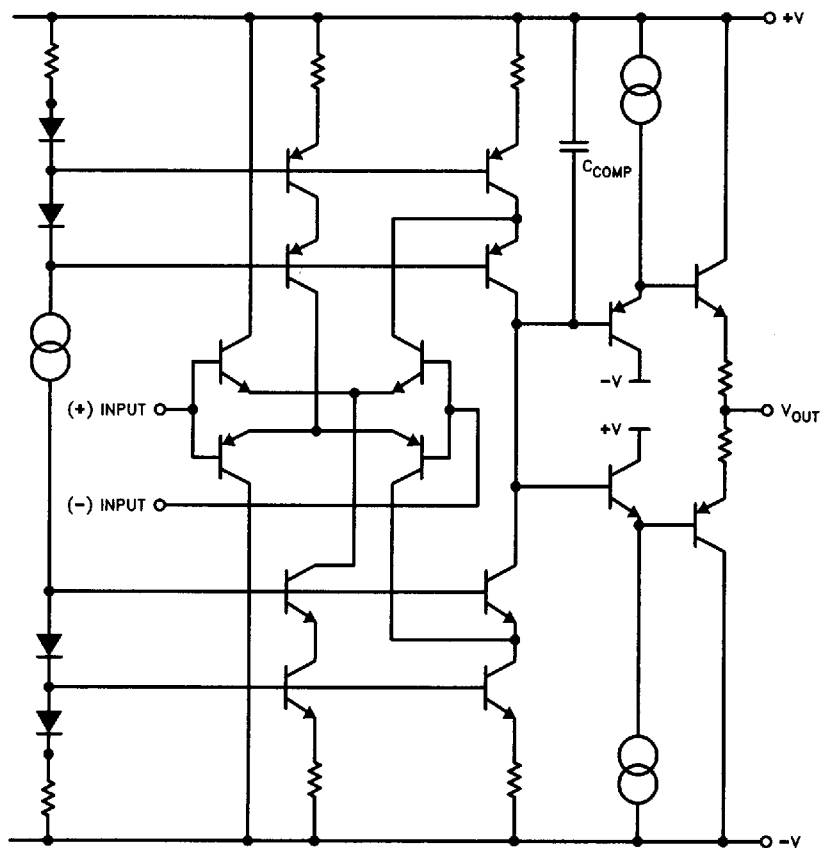 +V
C_COMP
−V
(+) INPUT
+V
V_OUT
(−) INPUT
−V